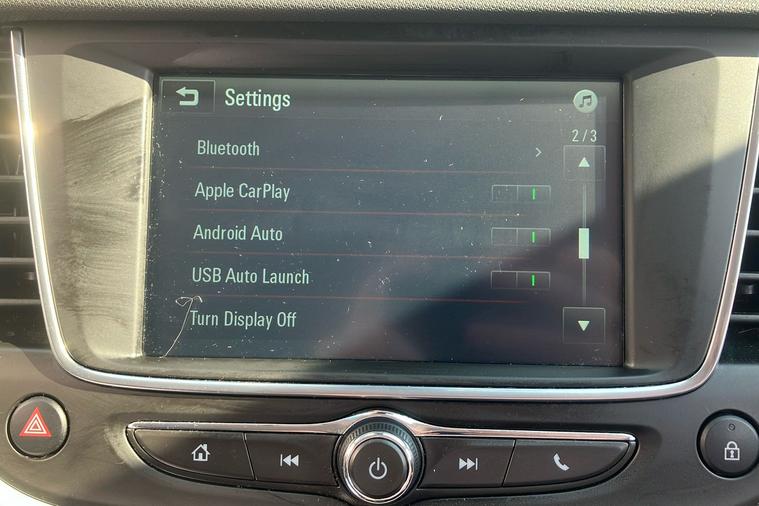 Settings
2/3
Bluetooth
Apple CarPlay
Android Auto
USB Auto Launch
Turn Display Off